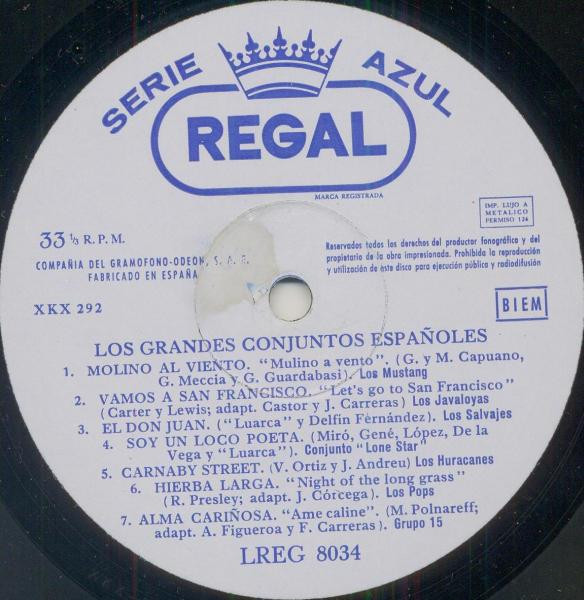 SERIE AZUL
REGAL
MARCA REGISTRADA
IMP. LUJO A
METALICO
PERMISO 124
33 ⅓ R.P.M.
COMPAÑIA DEL GRAMOFONO-ODEON, S. A. E.
FABRICADO EN ESPAÑA
Reservados todos los derechos del productor fonográfico y del
propietario de la obra impresionada. Prohibida la reproducción
y utilización de este disco para ejecución pública y radiodifusión
XKX 292
BIEM
LOS GRANDES CONJUNTOS ESPAÑOLES
1. MOLINO AL VIENTO. "Mulino a vento". (G. y M. Capuano,
G. Meccia y G. Guardabasi). Los Mustang
2. VAMOS A SAN FRANCISCO. "Let's go to San Francisco"
(Carter y Lewis; adapt. Castor y J. Carreras) Los Javaloyas
3. EL DON JUAN. ("Luarca" y Delfín Fèrnández). Los Salvajes
4. SOY UN LOCO POETA. (Miró, Gené, López, De la
Vega y "Luarca"). Conjunto "Lone Star"
5. CARNABY STREET. (V. Ortiz y J. Andreu) Los Huracanes
6. HIERBA LARGA. "Night of the long grass"
(R. Presley; adapt. J. Córcega). Los Pops
7. ALMA CARIÑOSA. "Ame caline". (M. Polnareff;
adapt. A. Figueroa y F. Carreras). Grupo 15
LREG 8034